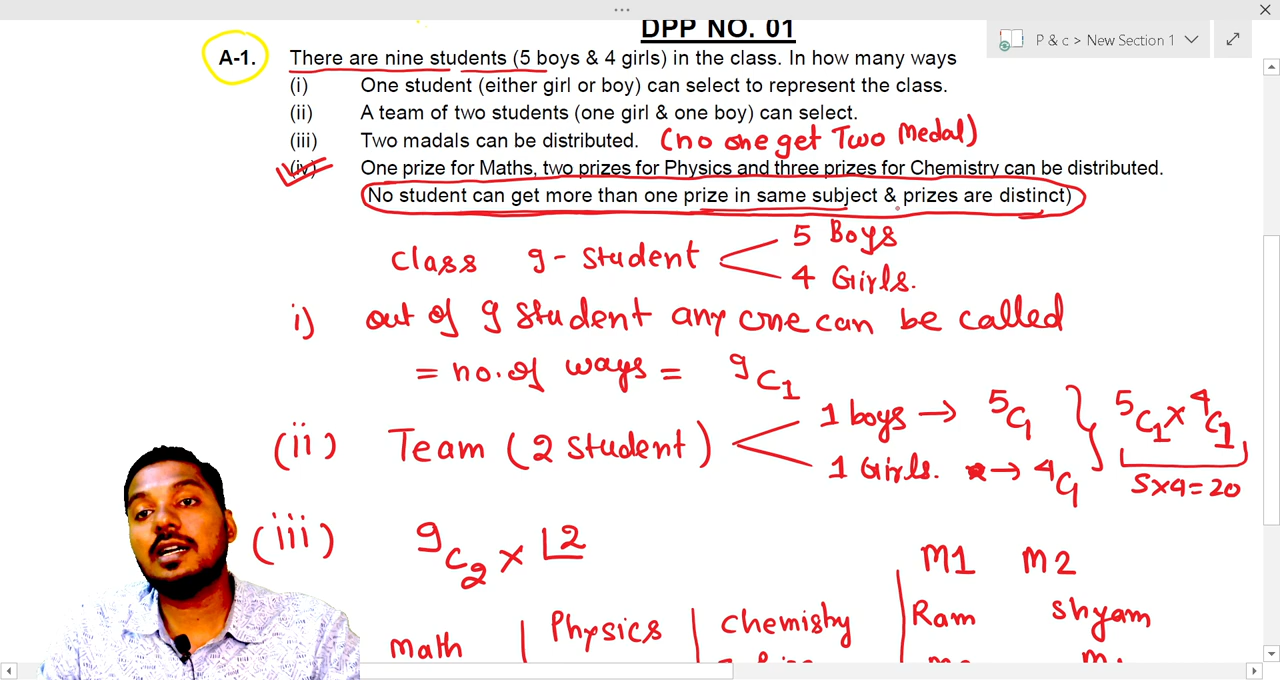 DPP NO. 01
P & c > New Section 1
A-1. There are nine students (5 boys & 4 girls) in the class. In how many ways
(i) One student (either girl or boy) can select to represent the class.
(ii) A team of two students (one girl & one boy) can select.
(iii) Two madals can be distributed. (no one get Two Medal)
(iv) One prize for Maths, two prizes for Physics and three prizes for Chemistry can be distributed.
No student can get more than one prize in same subject & prizes are distinct)
class 9 - Student
5 Boys
4 Girls.
i) out of 9 student any one can be called
= no. of ways = 9C1
(ii) Team (2 Student)
1 boys → 5C1
1 Girls. → 4C1
5C1 x 4C1
5x4=20
(iii) 9C2 x ∟2
M1 M2
Ram Shyam
Math Physics Chemistry